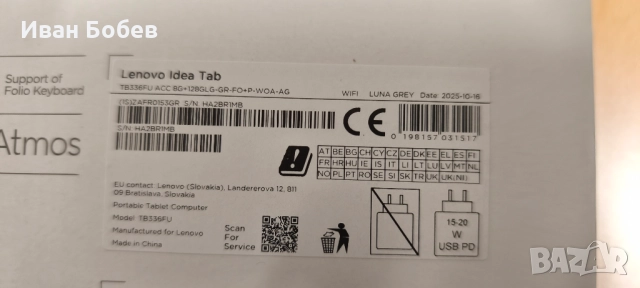 Иван Бобев
Support of
Folio Keyboard
Atmos
Lenovo Idea Tab
TB336FU ACC 8G+128GLG-GR-FO+P-WOA-AG WIFI LUNA GREY Date: 2025-10-16
(1S)ZAFR0153GR S/N HA2BR1MB
S/N: HA2BR1MB
CE
0 198157 031517
AT BE BG CH CY CZ DE DK EE EL ES FI
FR HR HU IE IS IT LI LT LU LV MT NL
NO PL PT RO SE SI SK TR UK UK(NI)
EU contact: Lenovo (Slovakia), Landererova 12, 811
09 Bratislava, Slovakia
Portable Tablet Computer
Model: TB336FU
Manufactured for Lenovo
Made in China
Scan
For
Service
15-20
W
USB PD
BAZAR
bg